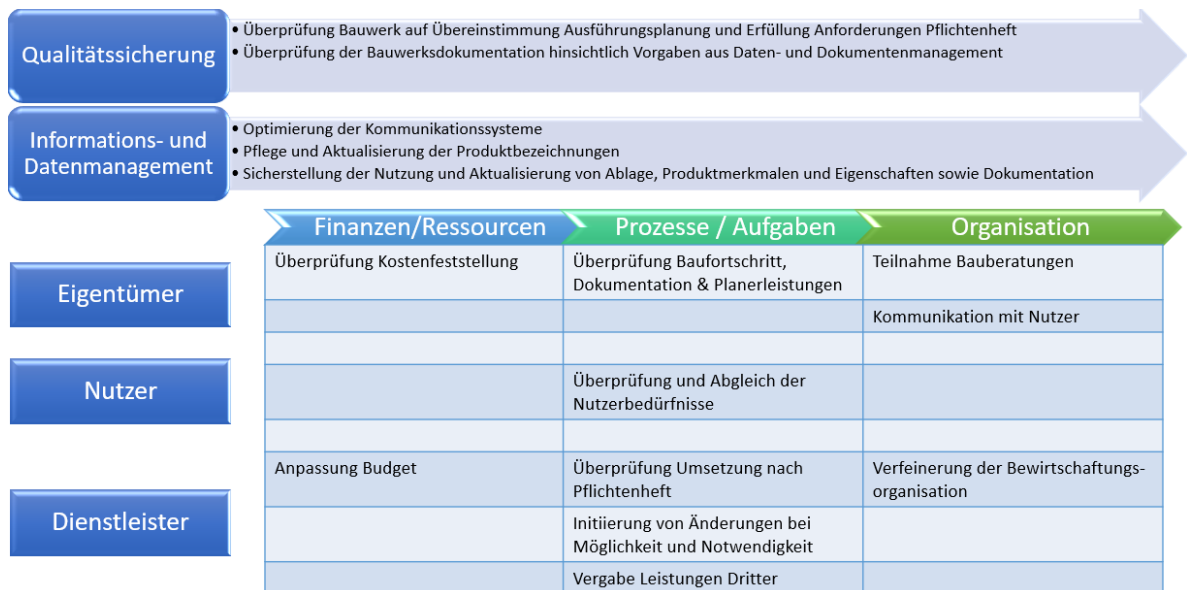 Qualitätssicherung
• Überprüfung Bauwerk auf Übereinstimmung Ausführungsplanung und Erfüllung Anforderungen Pflichtenheft
• Überprüfung der Bauwerksdokumentation hinsichtlich Vorgaben aus Daten- und Dokumentenmanagement
Informations- und
Datenmanagement
• Optimierung der Kommunikationssysteme
• Pflege und Aktualisierung der Produktbezeichnungen
• Sicherstellung der Nutzung und Aktualisierung von Ablage, Produktmerkmalen und Eigenschaften sowie Dokumentation
Finanzen/Ressourcen
Prozesse / Aufgaben
Organisation
Eigentümer
Überprüfung Kostenfeststellung
Überprüfung Baufortschritt,
Dokumentation & Planerleistungen
Teilnahme Bauberatungen
Kommunikation mit Nutzer
Nutzer
Überprüfung und Abgleich der
Nutzerbedürfnisse
Dienstleister
Anpassung Budget
Überprüfung Umsetzung nach
Pflichtenheft
Verfeinerung der Bewirtschaftungs-
organisation
Initiierung von Änderungen bei
Möglichkeit und Notwendigkeit
Vergabe Leistungen Dritter